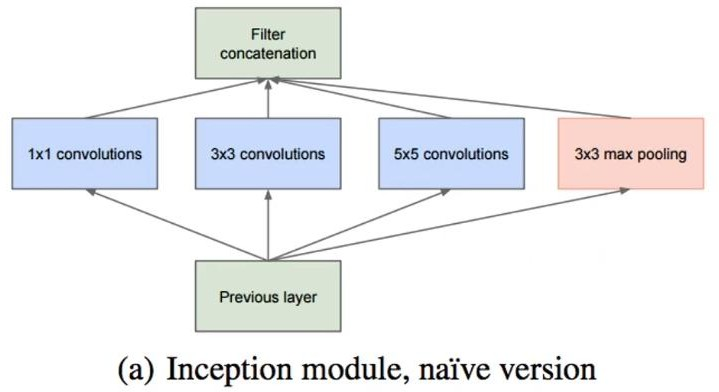 Filter
concatenation
1x1 convolutions
3x3 convolutions
5x5 convolutions
3x3 max pooling
Previous layer
(a) Inception module, naïve version